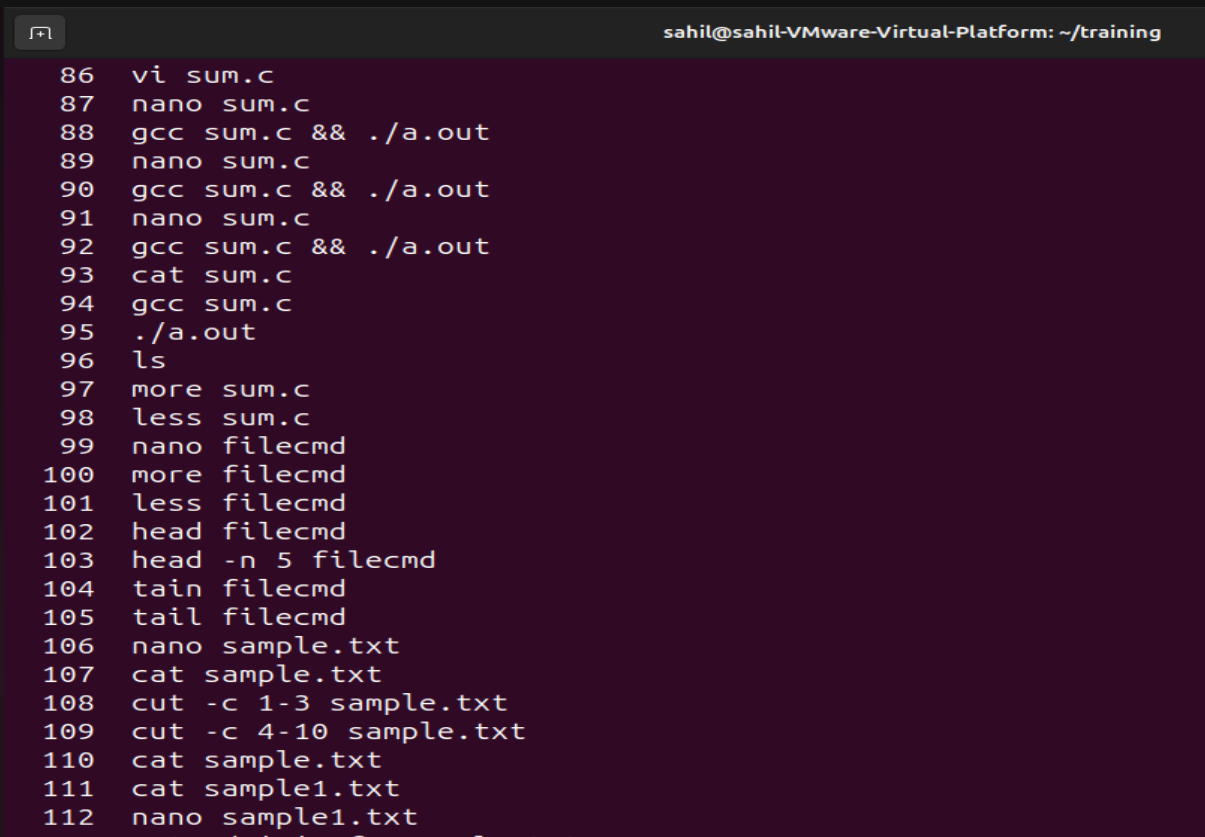 sahil@sahil-VMware-Virtual-Platform: ~/training
86 vi sum.c
87 nano sum.c
88 gcc sum.c && ./a.out
89 nano sum.c
90 gcc sum.c && ./a.out
91 nano sum.c
92 gcc sum.c && ./a.out
93 cat sum.c
94 gcc sum.c
95 ./a.out
96 ls
97 more sum.c
98 less sum.c
99 nano filecmd
100 more filecmd
101 less filecmd
102 head filecmd
103 head -n 5 filecmd
104 tain filecmd
105 tail filecmd
106 nano sample.txt
107 cat sample.txt
108 cut -c 1-3 sample.txt
109 cut -c 4-10 sample.txt
110 cat sample.txt
111 cat sample1.txt
112 nano sample1.txt